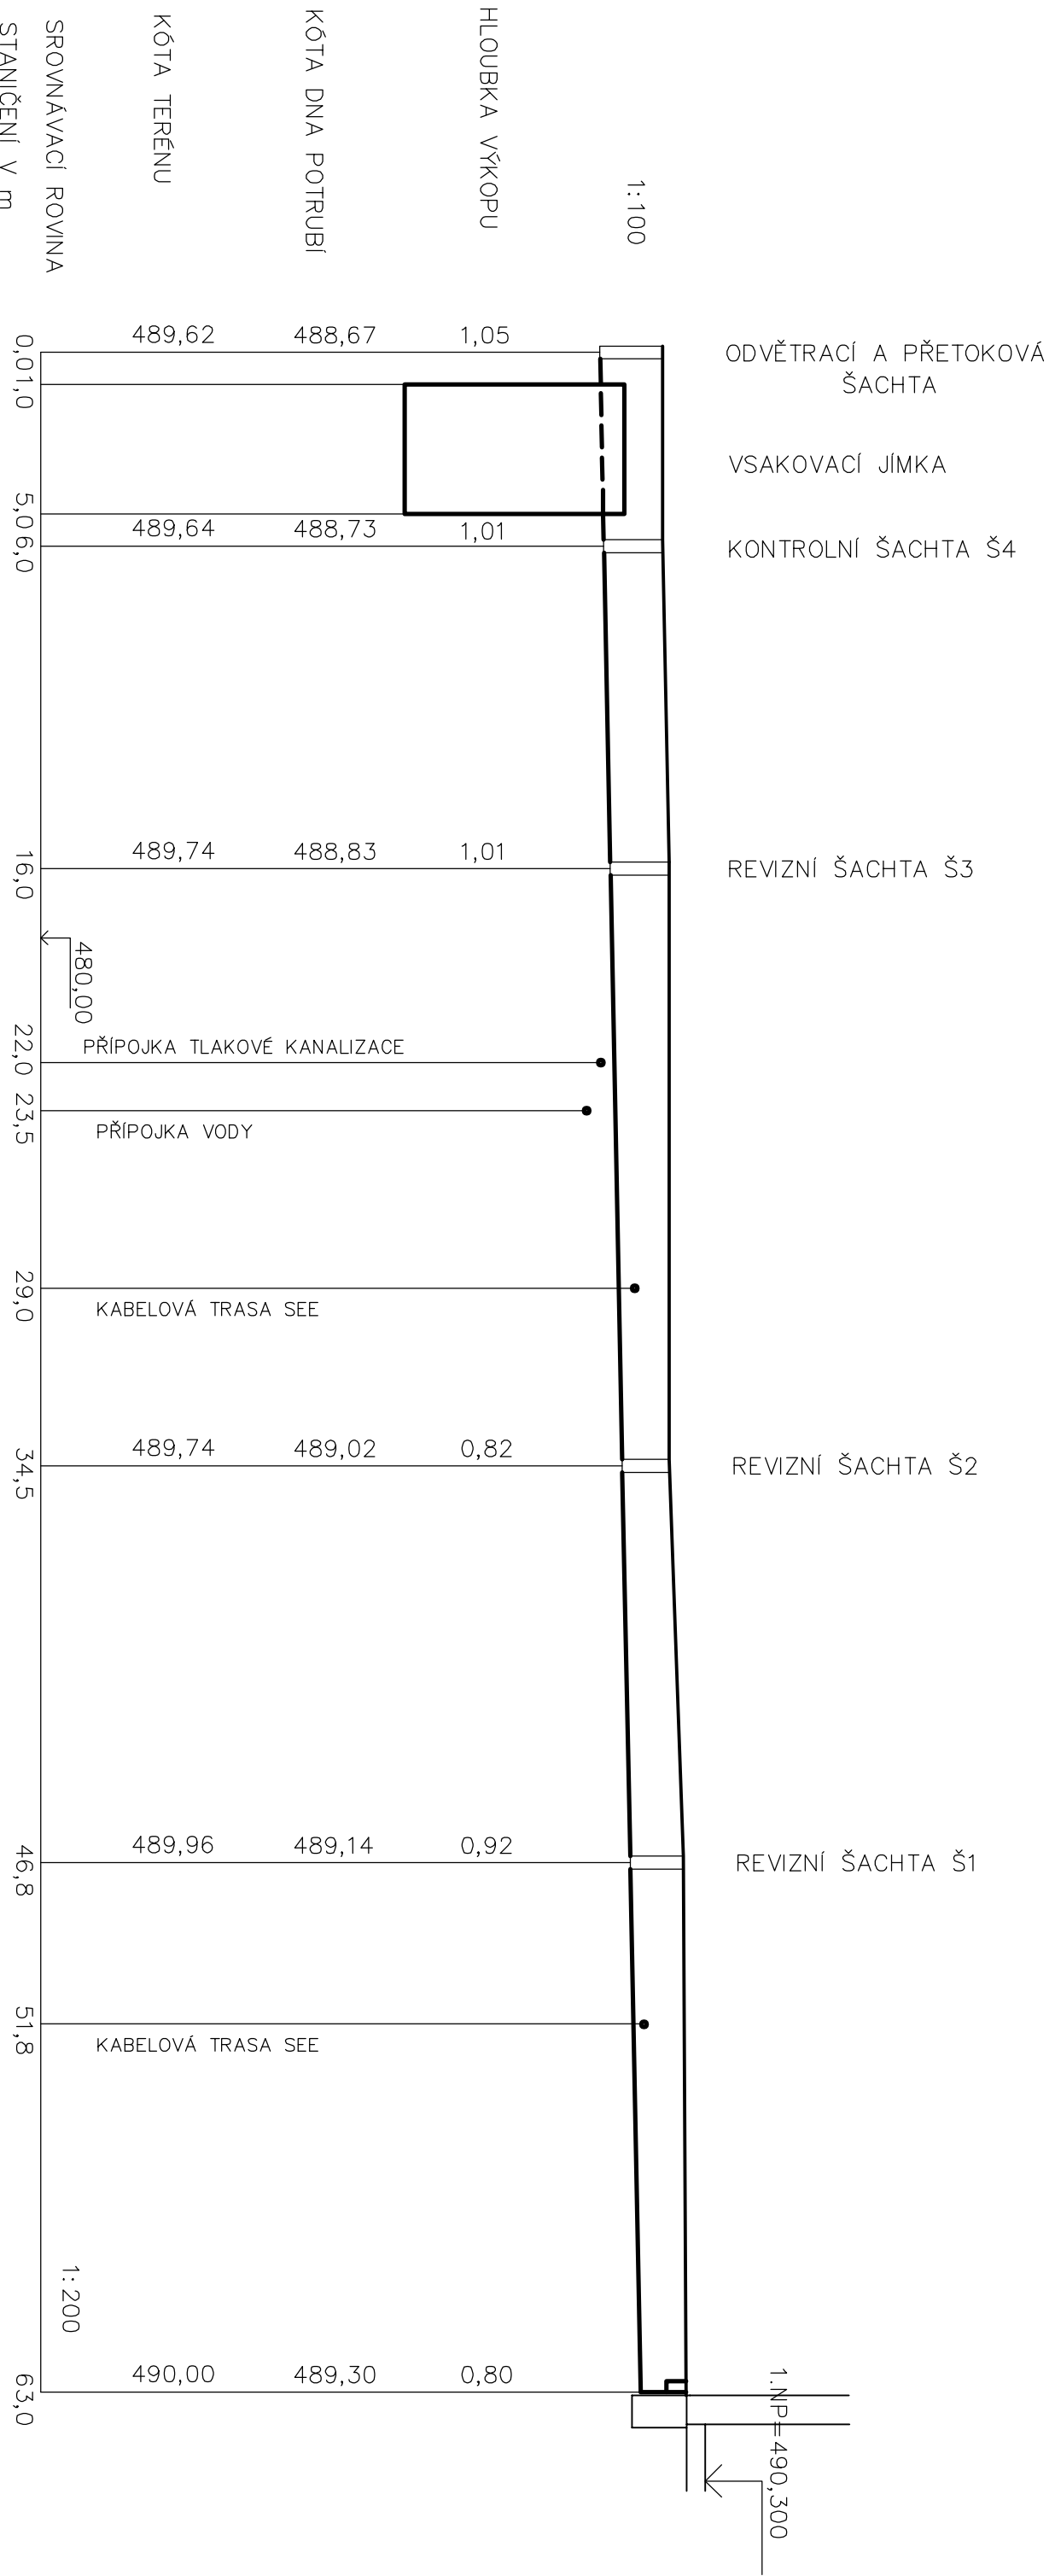 1:100
HLOUBKA VÝKOPU
KÓTA DNA POTRUBÍ
KÓTA TERÉNU
SROVNÁVACÍ ROVINA
STANIČENÍ V m
ODVĚTRACÍ A PŘETOKOVÁ
ŠACHTA
VSAKOVACÍ JÍMKA
KONTROLNÍ ŠACHTA Š4
REVIZNÍ ŠACHTA Š3
REVIZNÍ ŠACHTA Š2
REVIZNÍ ŠACHTA Š1
1.NP=490,300
489,62 488,67 1,05
489,64 488,73 1,01
489,74 488,83 1,01
480,00
PŘÍPOJKA TLAKOVÉ KANALIZACE
PŘÍPOJKA VODY
KABELOVÁ TRASA SEE
489,74 489,02 0,82
489,96 489,14 0,92
KABELOVÁ TRASA SEE
1:200
490,00 489,30 0,80
0,0
1,0
5,0
6,0
16,0
22,0
23,5
29,0
34,5
46,8
51,8
63,0